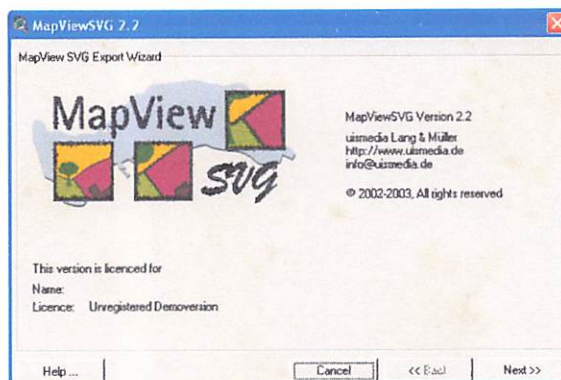 MapViewSVG 2.2
MapView SVG Export Wizard
MapView
SVG
MapViewSVG Version 2.2
uismedia Lang & Müller
http://www.uismedia.de
info@uismedia.de
© 2002-2003, All rights reserved
This version is licenced for
Name:
Licence: Unregistered Demoversion
Help ...
Cancel
<< Back
Next >>